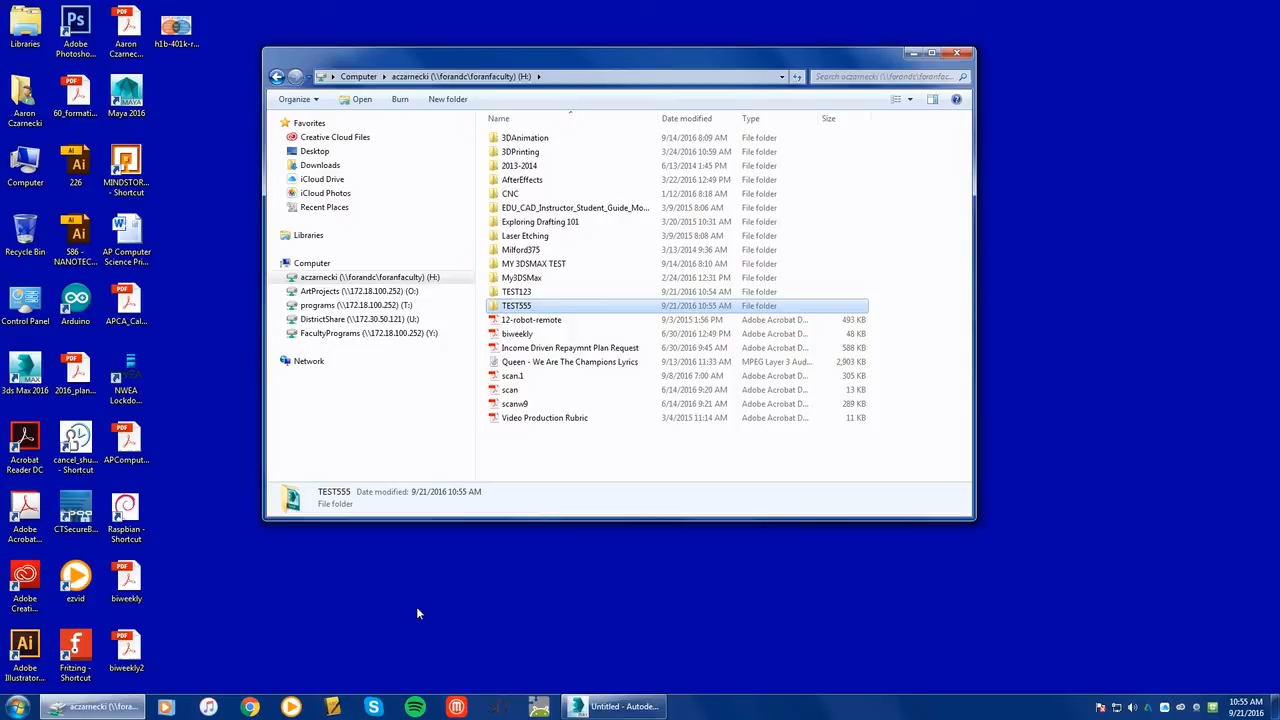 Libraries
Adobe Photosho...
Aaron Czarnec...
h1b-401k-r...
Aaron Czarnecki
60_formati...
Maya 2016
Computer
226
MINDSTOR... - Shortcut
Recycle Bin
586 - NANOTEC...
AP Computer Science Pri...
Control Panel
Arduino
APCA_Cal...
3ds Max 2016
2016_plan...
NWEA Lockdo...
Acrobat Reader DC
cancel_shu... - Shortcut
APComput...
Adobe Acrobat...
CTSecureB...
Raspbian - Shortcut
Adobe Creati...
ezvid
biweekly
Adobe Illustrator...
Fritzing - Shortcut
biweekly2
Computer
aczarnecki (\\forandc\foranfaculty) (H:)
Search aczarnecki (\\forandc\foranfac...
Organize
Open
Burn
New folder
Favorites
Creative Cloud Files
Desktop
Downloads
iCloud Drive
iCloud Photos
Recent Places
Libraries
Computer
aczarnecki (\\forandc\foranfaculty) (H:)
ArtProjects (\\172.18.100.252) (O:)
programs (\\172.18.100.252) (T:)
DistrictShare (\\172.30.50.121) (U:)
FacultyPrograms (\\172.18.100.252) (Y:)
Network
Name Date modified Type Size
3DAnimation 9/14/2016 8:09 AM File folder
3DPrinting 3/24/2016 10:59 AM File folder
2013-2014 6/13/2014 1:45 PM File folder
AfterEffects 3/22/2016 12:49 PM File folder
CNC 1/12/2016 8:18 AM File folder
EDU_CAD_Instructor_Student_Guide_Mo... 3/9/2015 8:06 AM File folder
Exploring Drafting 101 3/20/2015 10:31 AM File folder
Laser Etching 3/9/2015 8:08 AM File folder
Milford375 3/13/2014 9:36 AM File folder
MY 3DSMAX TEST 9/14/2016 8:10 AM File folder
My3DSMax 2/24/2016 12:31 PM File folder
TEST123 9/21/2016 10:54 AM File folder
TEST555 9/21/2016 10:55 AM File folder
12-robot-remote 9/3/2015 1:56 PM Adobe Acrobat D... 493 KB
biweekly 6/30/2016 12:49 PM Adobe Acrobat D... 48 KB
Income Driven Repaymnt Plan Request 6/30/2016 9:45 AM Adobe Acrobat D... 588 KB
Queen - We Are The Champions Lyrics 9/13/2016 11:33 AM MPEG Layer 3 Aud... 2,903 KB
scan.1 9/8/2016 7:00 AM Adobe Acrobat D... 305 KB
scan 6/14/2016 9:20 AM Adobe Acrobat D... 13 KB
scanw9 6/14/2016 9:21 AM Adobe Acrobat D... 289 KB
Video Production Rubric 3/4/2015 11:14 AM Adobe Acrobat D... 11 KB
TEST555 Date modified: 9/21/2016 10:55 AM
File folder
aczarnecki (\\fora...
Untitled - Autode...
10:55 AM
9/21/2016